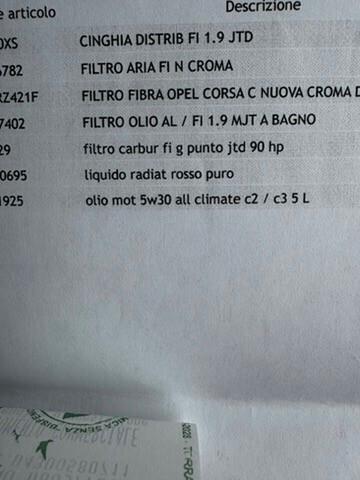 e articolo Descrizione
0XS CINGHIA DISTRIB FI 1.9 JTD
6782 FILTRO ARIA FI N CROMA
RZ421F FILTRO FIBRA OPEL CORSA C NUOVA CROMA D
7402 FILTRO OLIO AL / FI 1.9 MJT A BAGNO
29 filtro carbur fi g punto jtd 90 hp
0695 liquido radiat rosso puro
1925 olio mot 5w30 all climate c2 / c3 5 L